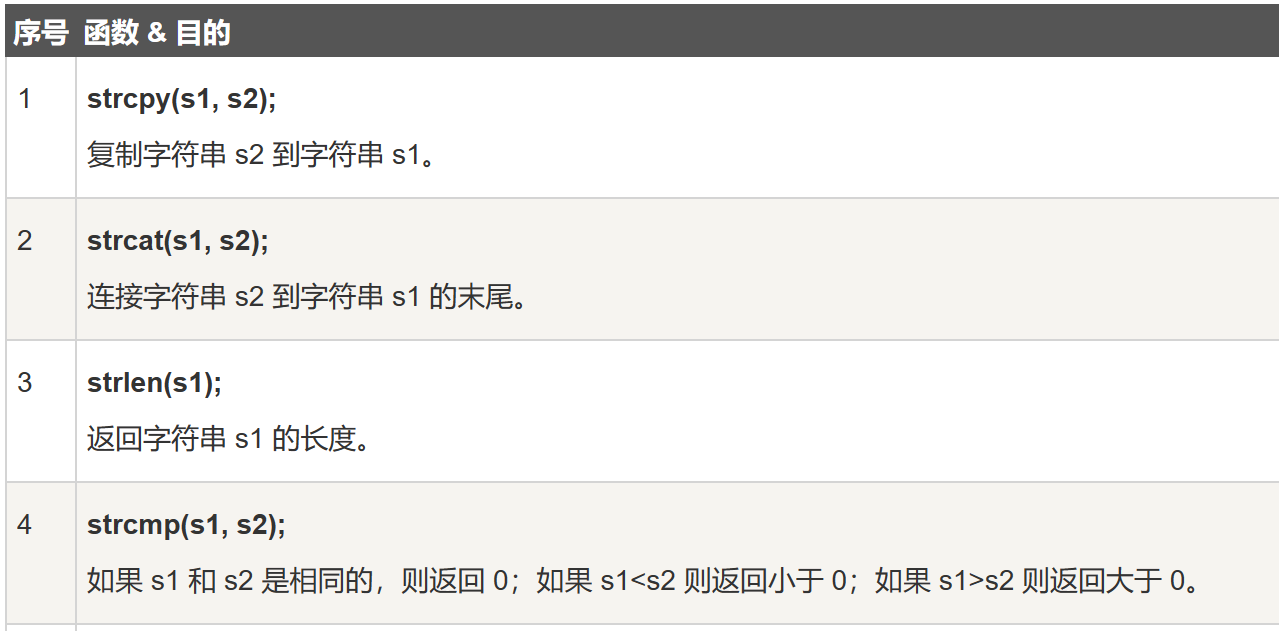 序号 函数 & 目的
1 strcpy(s1, s2);
复制字符串 s2 到字符串 s1。
2 strcat(s1, s2);
连接字符串 s2 到字符串 s1 的末尾。
3 strlen(s1);
返回字符串 s1 的长度。
4 strcmp(s1, s2);
如果 s1 和 s2 是相同的，则返回 0；如果 s1<s2 则返回小于 0；如果 s1>s2 则返回大于 0。